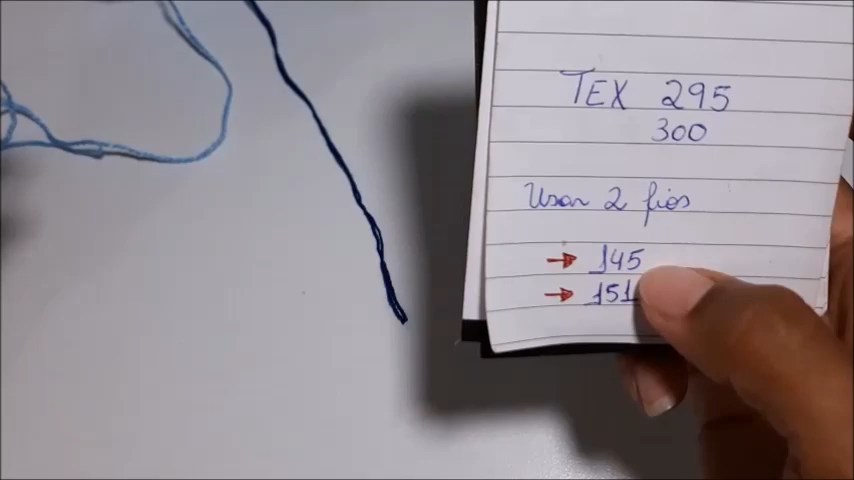 TEX 295
300
Usar 2 fios
→ 145
→ 151